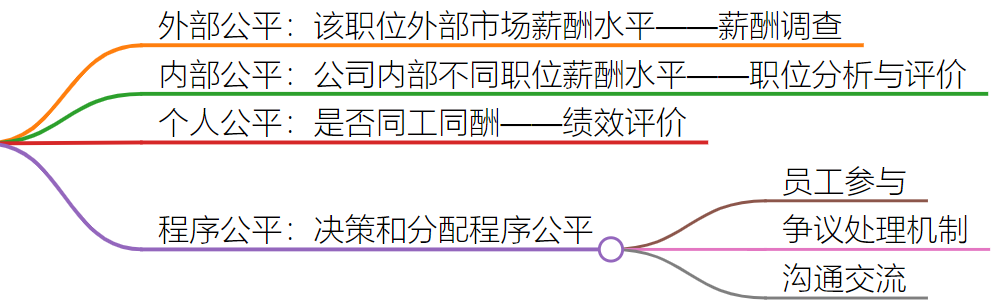 外部公平：该职位外部市场薪酬水平——薪酬调查
内部公平：公司内部不同职位薪酬水平——职位分析与评价
个人公平：是否同工同酬——绩效评价
程序公平：决策和分配程序公平
员工参与
争议处理机制
沟通交流